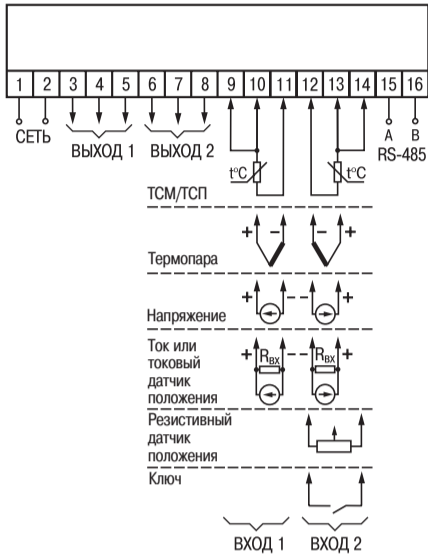 1 2 3 4 5 6 7 8 9 10 11 12 13 14 15 16
СЕТЬ
ВЫХОД 1
ВЫХОД 2
A B
RS-485
t°C
t°C
ТСМ/ТСП
Термопара
+ - - +
Напряжение
+ - - +
Ток или
токовый
датчик
положения
+ Rвх - - Rвх +
Резистивный
датчик
положения
Ключ
ВХОД 1
ВХОД 2